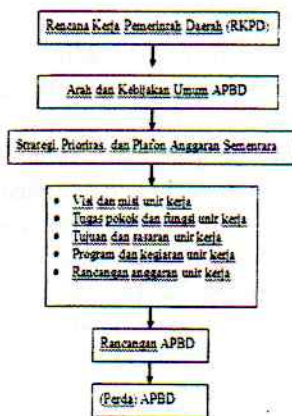 Rencana Kerja Pemerintah Daerah (RKPD)
Arah dan Kebijakan Umum APBD
Strategi, Prioritas, dan Plafon Anggaran Sementara
• Visi dan misi unit kerja
• Tugas pokok dan fungsi unit kerja
• Tujuan dan sasaran unit kerja
• Program dan kegiatan unit kerja
• Rancangan anggaran unit kerja
Rancangan APBD
(Perda) APBD